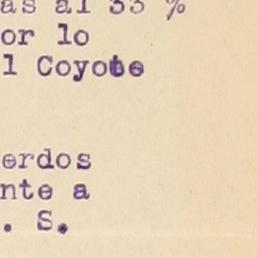 as al 33 %
or lo
l Coyote
erdos
nte a
. S.